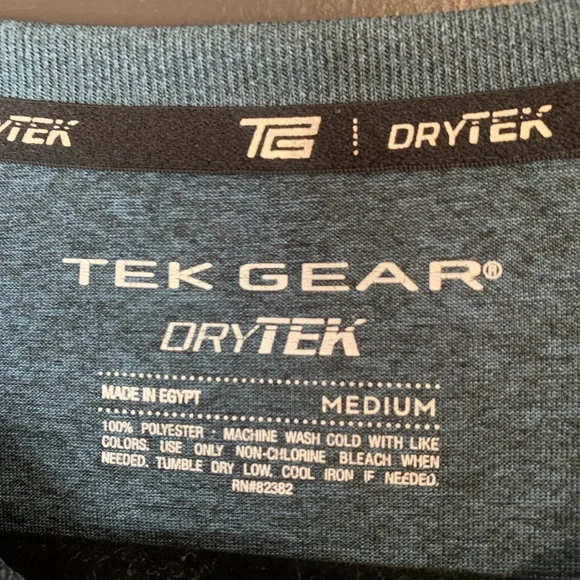 DRYTEK TG DRYTEK
TEK GEAR®
DRYTEK
MADE IN EGYPT MEDIUM
100% POLYESTER - MACHINE WASH COLD WITH LIKE
COLORS. USE ONLY NON-CHLORINE BLEACH WHEN
NEEDED. TUMBLE DRY LOW. COOL IRON IF NEEDED.
RN#82382